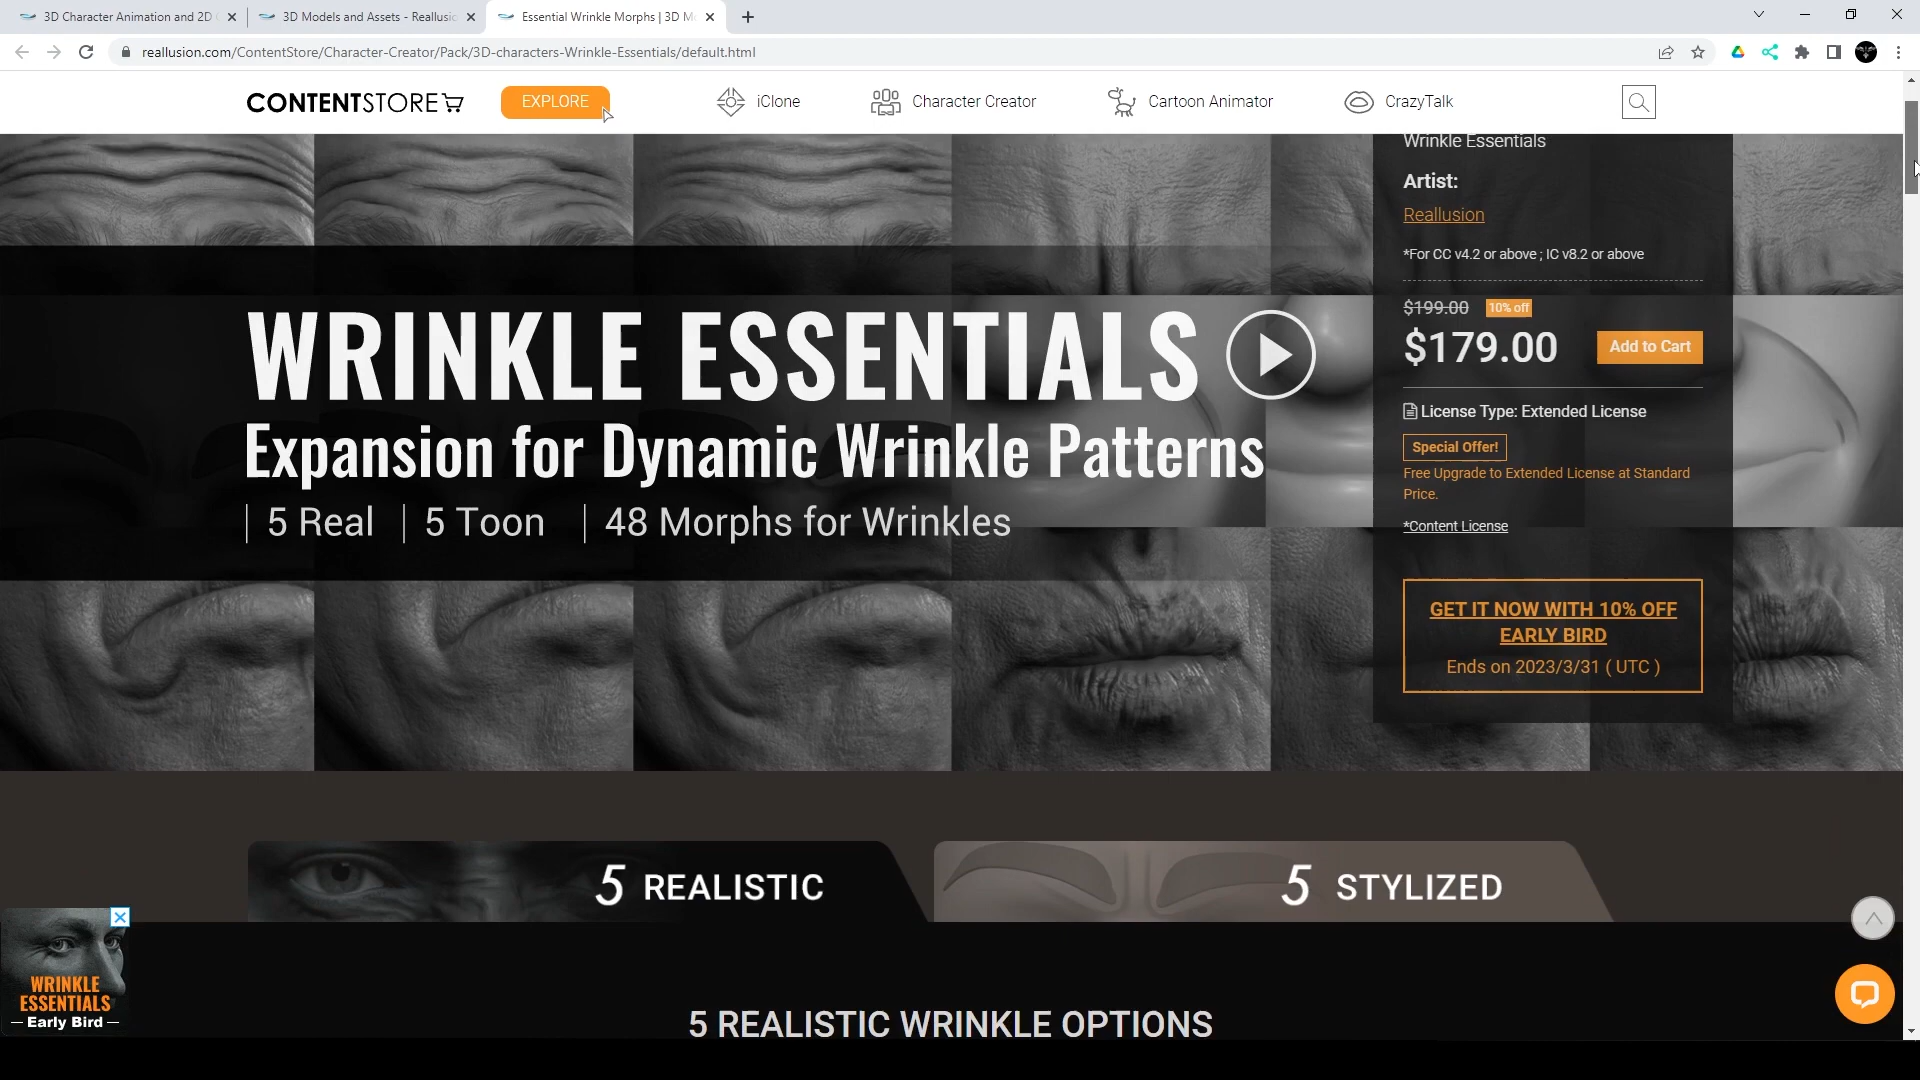 3D Character Animation and 2D
3D Models and Assets - Reallusio
Essential Wrinkle Morphs | 3D M
reallusion.com/ContentStore/Character-Creator/Pack/3D-characters-Wrinkle-Essentials/default.html
CONTENTSTORE
EXPLORE
iClone
Character Creator
Cartoon Animator
CrazyTalk
Wrinkle Essentials
Artist:
Reallusion
*For CC v4.2 or above ; IC v8.2 or above
$199.00 10% off
$179.00
Add to Cart
License Type: Extended License
Special Offer!
Free Upgrade to Extended License at Standard
Price.
*Content License
GET IT NOW WITH 10% OFF
EARLY BIRD
Ends on 2023/3/31 ( UTC )
WRINKLE ESSENTIALS
Expansion for Dynamic Wrinkle Patterns
| 5 Real | 5 Toon | 48 Morphs for Wrinkles
5 REALISTIC
5 STYLIZED
WRINKLE
ESSENTIALS
— Early Bird —
5 REALISTIC WRINKLE OPTIONS